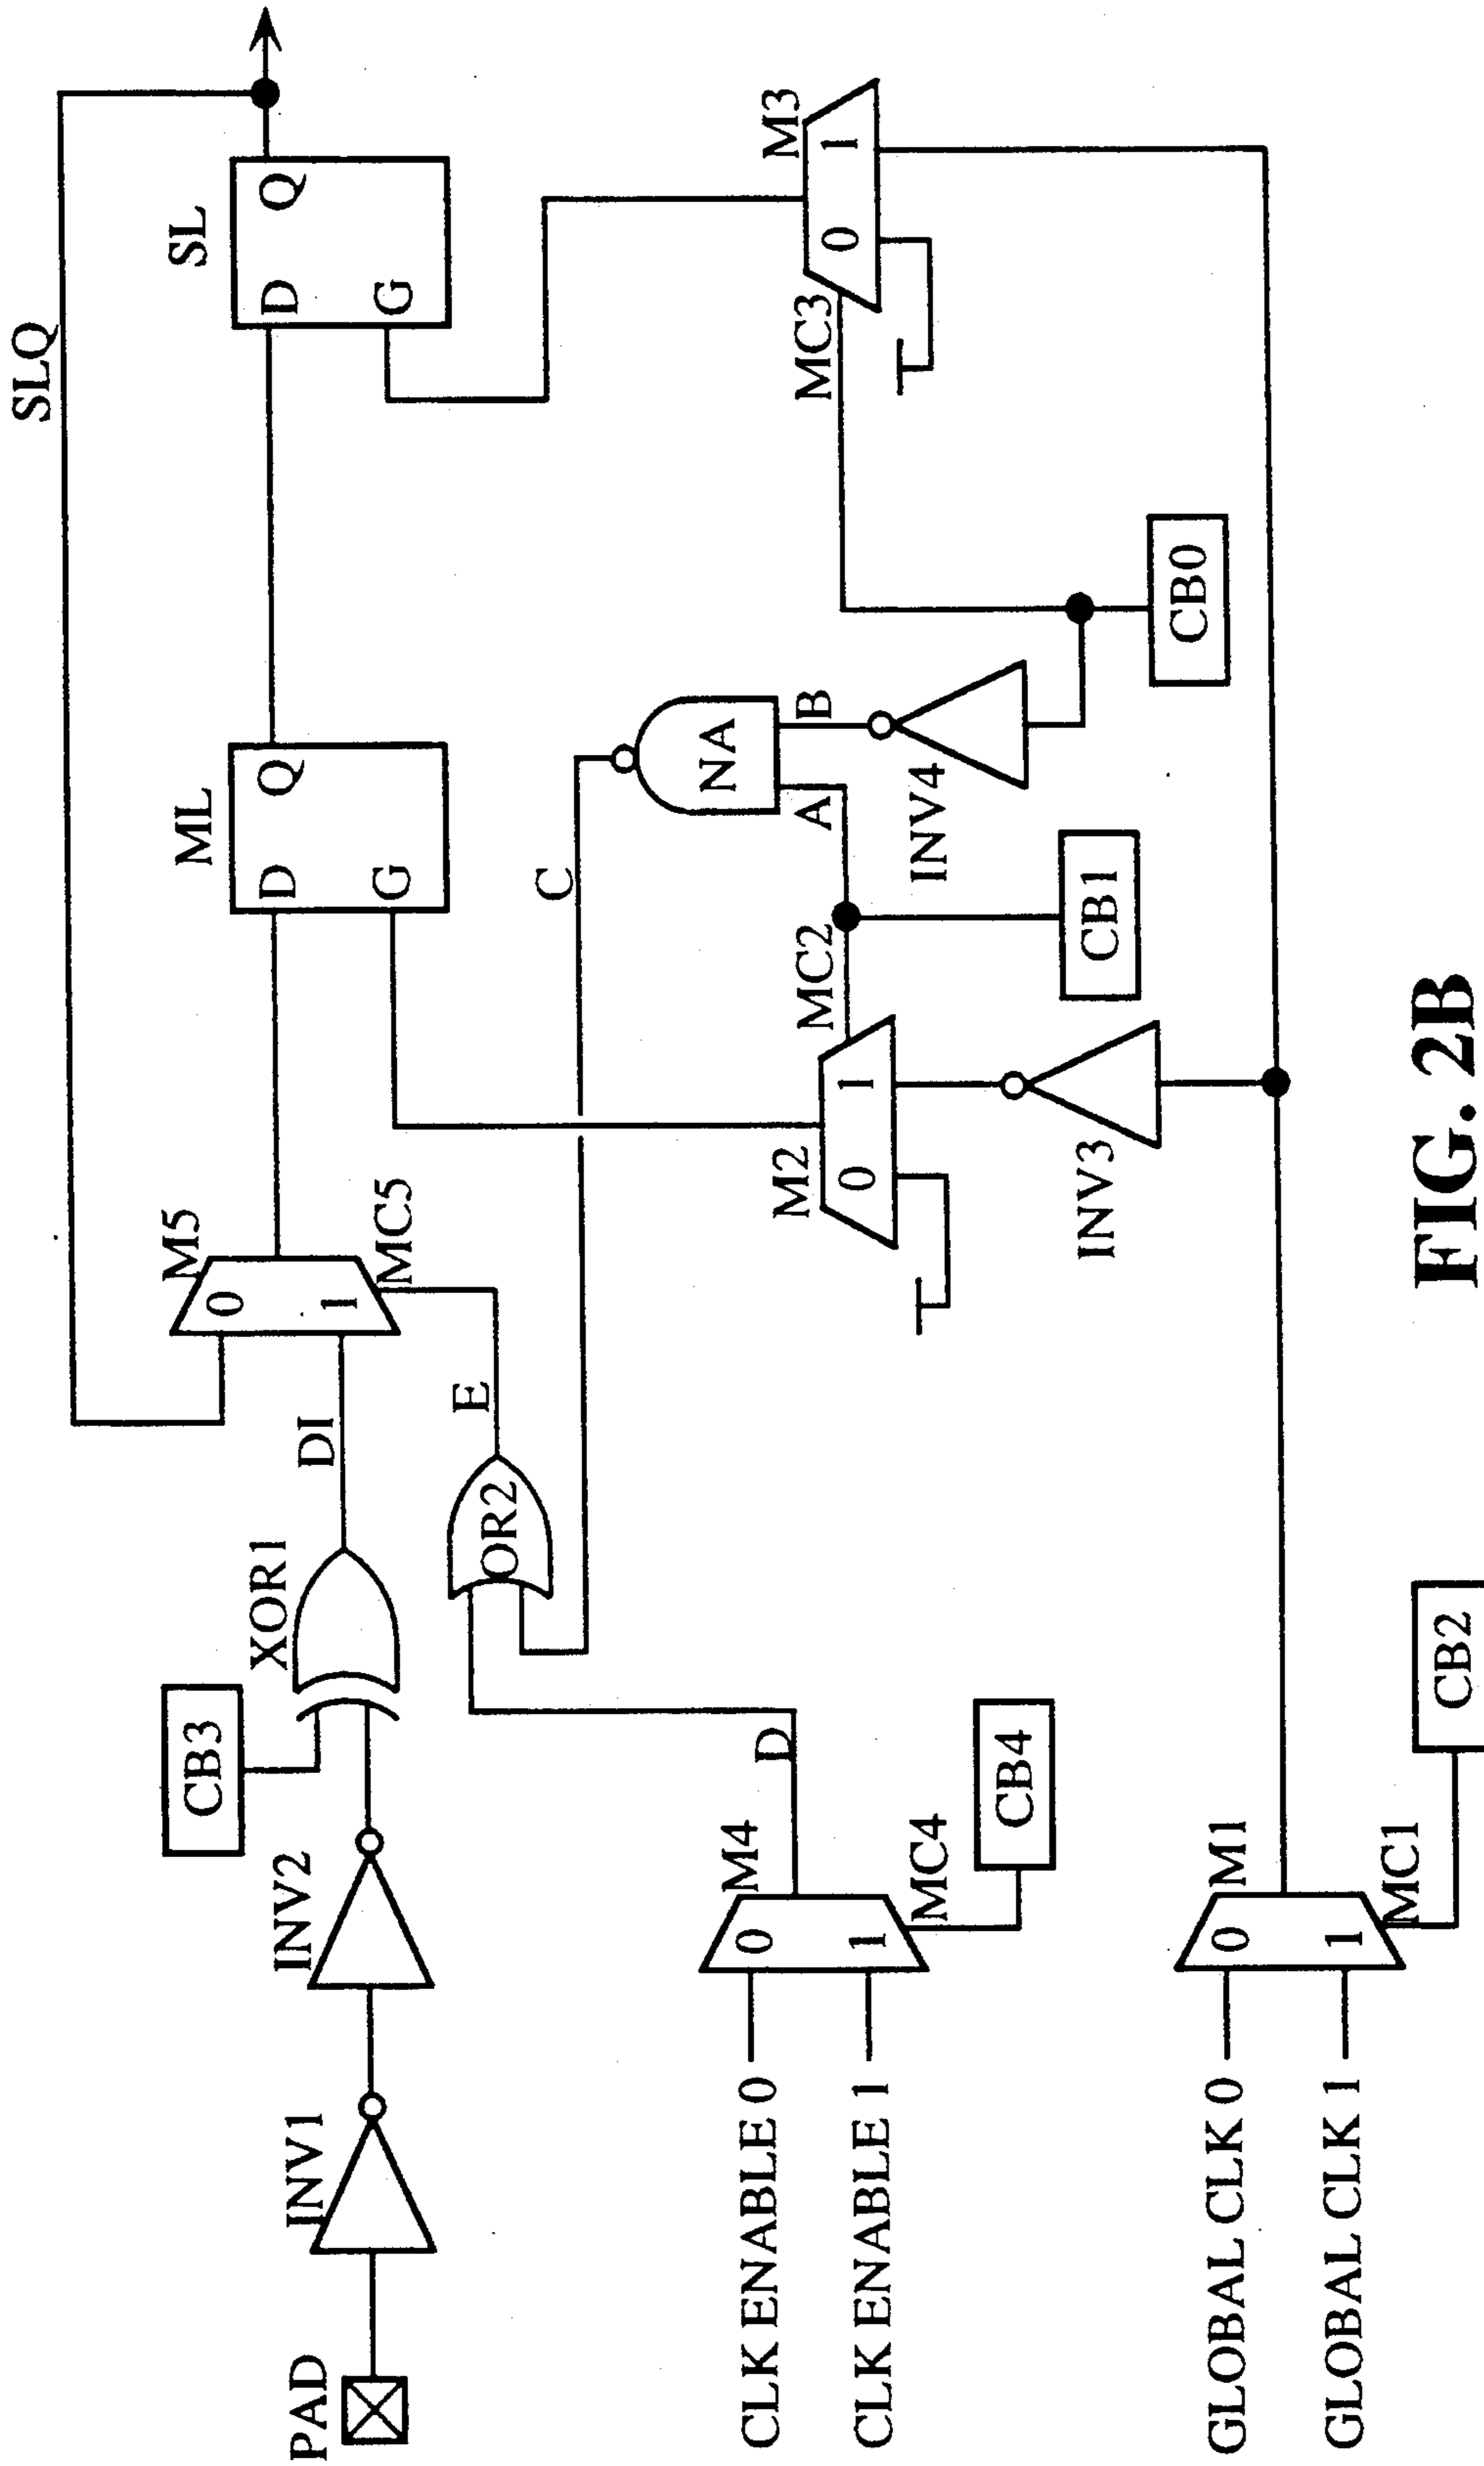 SLQ
SL
D Q
G
ML
D Q
G
M5
0
1
MC5
DI
XOR1
CB3
INV2
INV1
PAD
E
OR2
C
NA
A
B
MC2
M2
0 1
CB1
INV4
INV3
MC3
M3
0 1
CB0
D
M4
0
1
MC4
CB4
CLK ENABLE 0
CLK ENABLE 1
M1
0
1
MC1
CB2
GLOBAL CLK 0
GLOBAL CLK 1
FIG. 2B